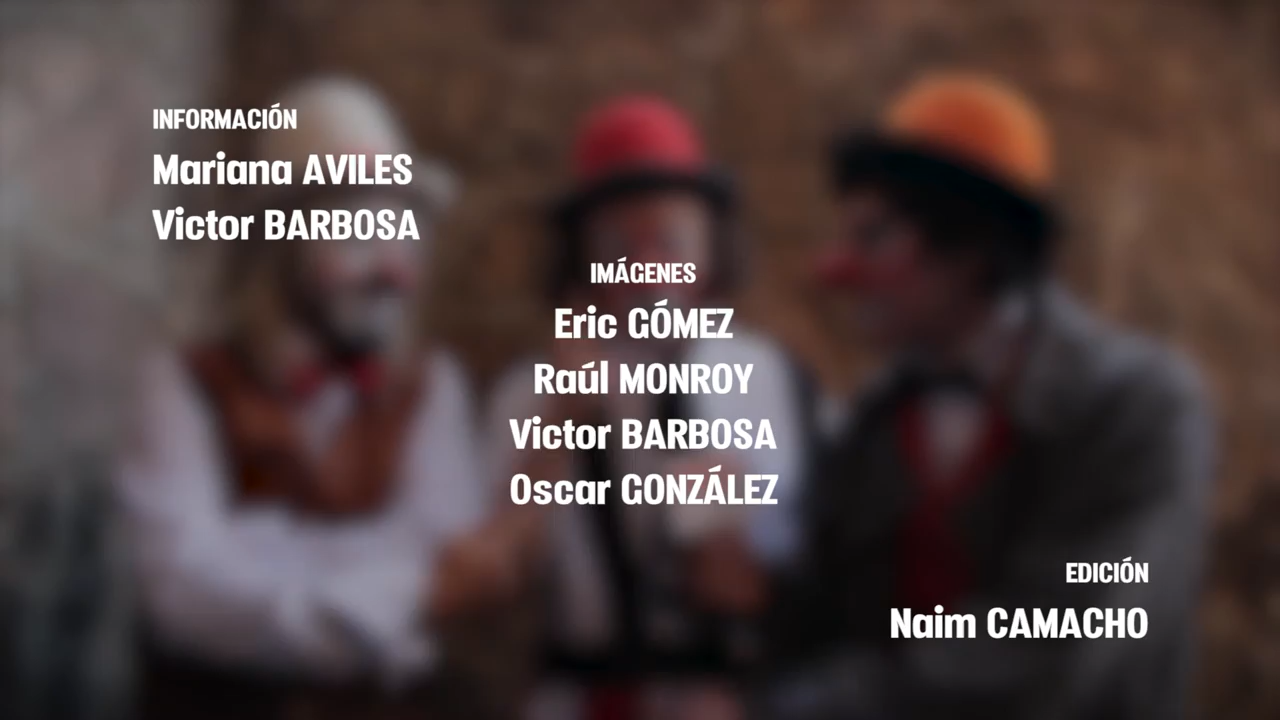 INFORMACIÓN
Mariana AVILES
Victor BARBOSA
IMÁGENES
Eric GÓMEZ
Raúl MONROY
Victor BARBOSA
Oscar GONZÁLEZ
EDICIÓN
Naim CAMACHO